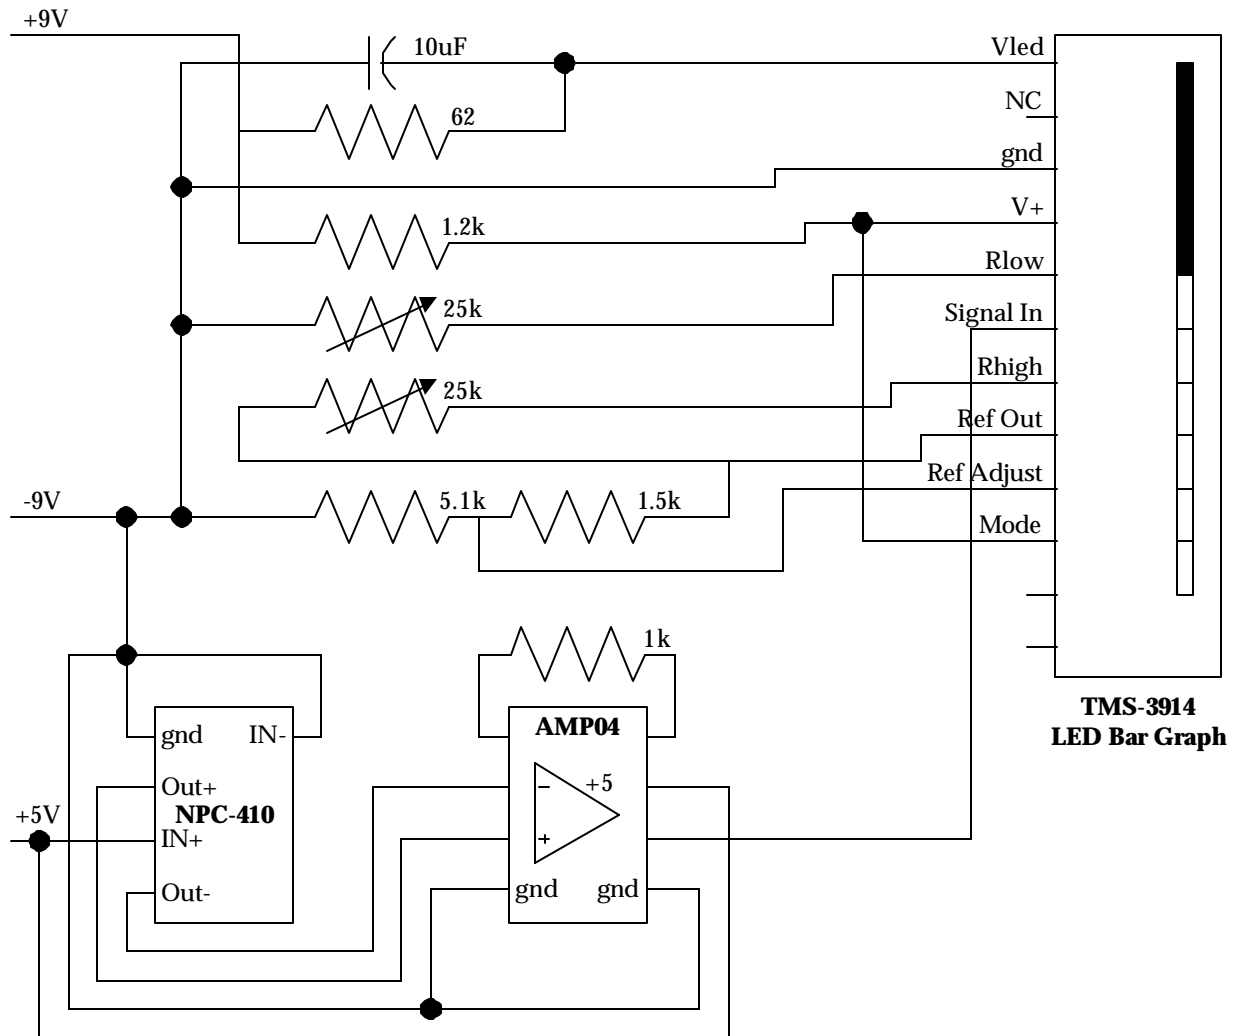 +9V
10uF
Vled
62
NC
gnd
1.2k
V+
25k
Rlow
Signal In
25k
Rhigh
Ref Out
-9V
5.1k
1.5k
Ref Adjust
Mode
1k
TMS-3914
LED Bar Graph
gnd
IN-
AMP04
Out+
+5
−
+5V
NPC-410
IN+
+
Out-
gnd
gnd